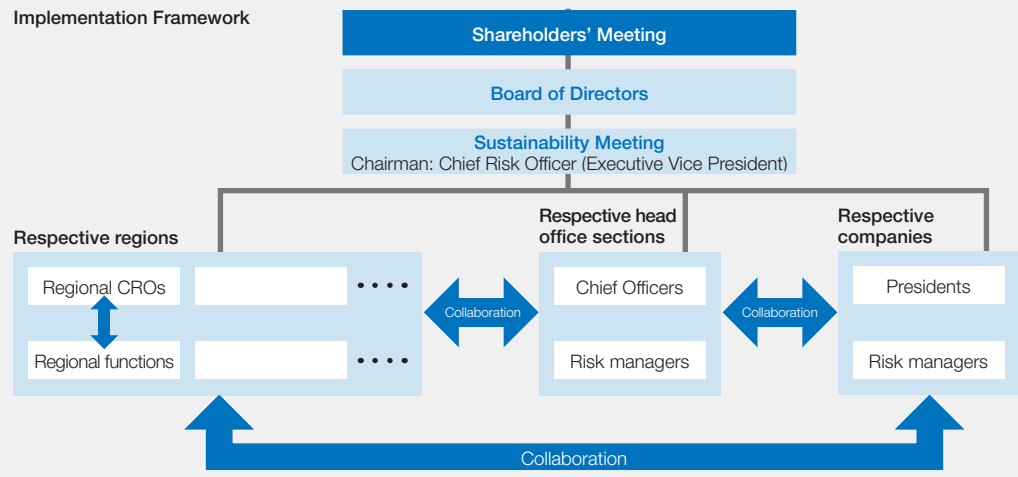 Implementation Framework
Shareholders' Meeting
Board of Directors
Sustainability Meeting
Chairman: Chief Risk Officer (Executive Vice President)
Respective regions
Respective head
office sections
Respective
companies
Regional CROs
Regional functions
Collaboration
Chief Officers
Risk managers
Collaboration
Presidents
Risk managers
Collaboration